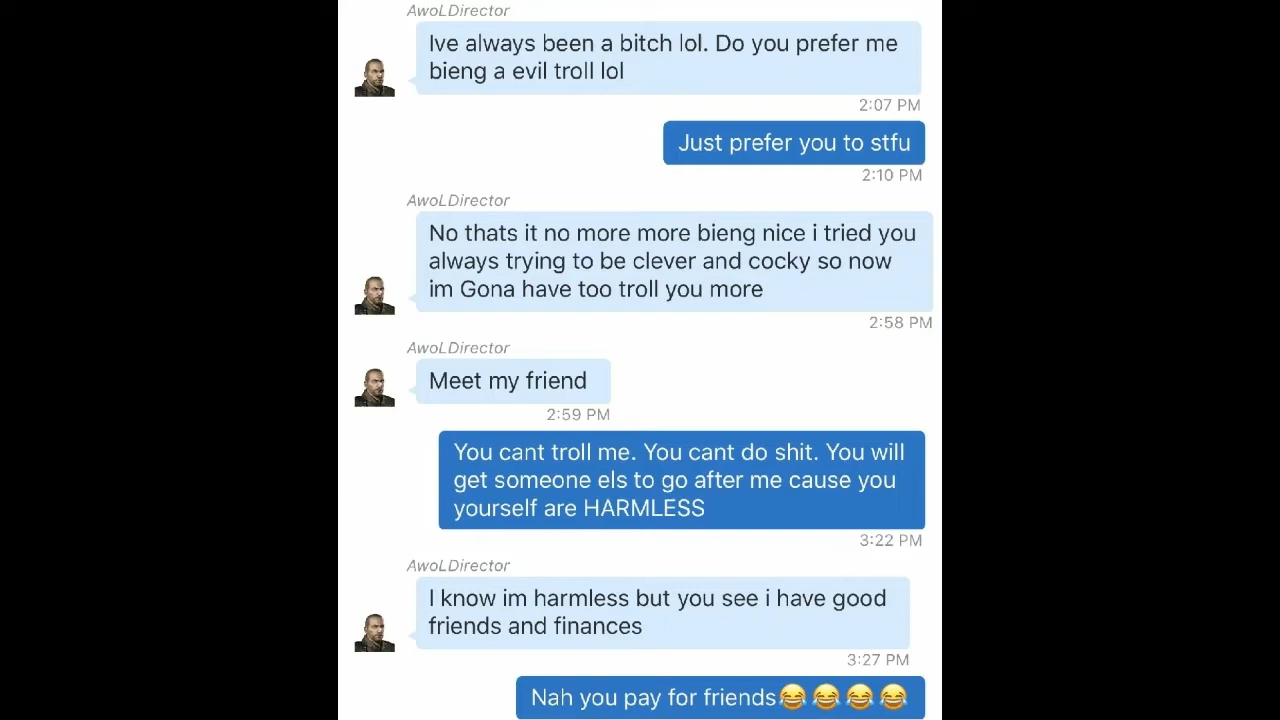 AwoLDirector
Ive always been a bitch lol. Do you prefer me
bieng a evil troll lol
2:07 PM
Just prefer you to stfu
2:10 PM
AwoLDirector
No thats it no more more bieng nice i tried you
always trying to be clever and cocky so now
im Gona have too troll you more
2:58 PM
AwoLDirector
Meet my friend
2:59 PM
You cant troll me. You cant do shit. You will
get someone els to go after me cause you
yourself are HARMLESS
3:22 PM
AwoLDirector
I know im harmless but you see i have good
friends and finances
3:27 PM
Nah you pay for friends😂😂😂😂